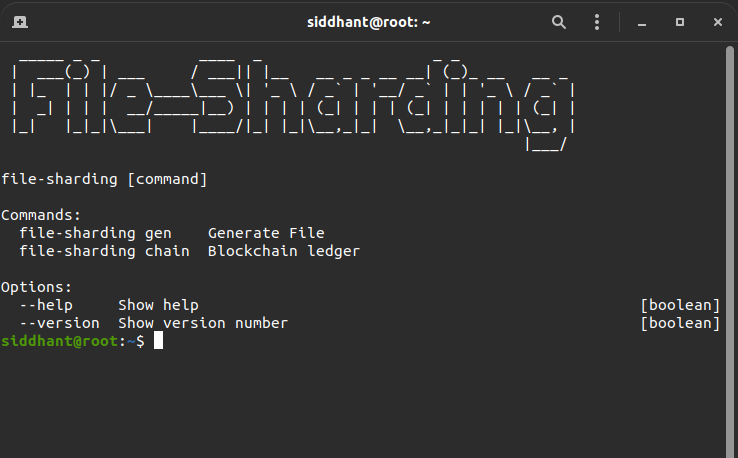 siddhant@root: ~
File-Sharding
file-sharding [command]
Commands:
file-sharding gen    Generate File
file-sharding chain  Blockchain ledger
Options:
--help     Show help                                                 [boolean]
--version  Show version number                                       [boolean]
siddhant@root:~$